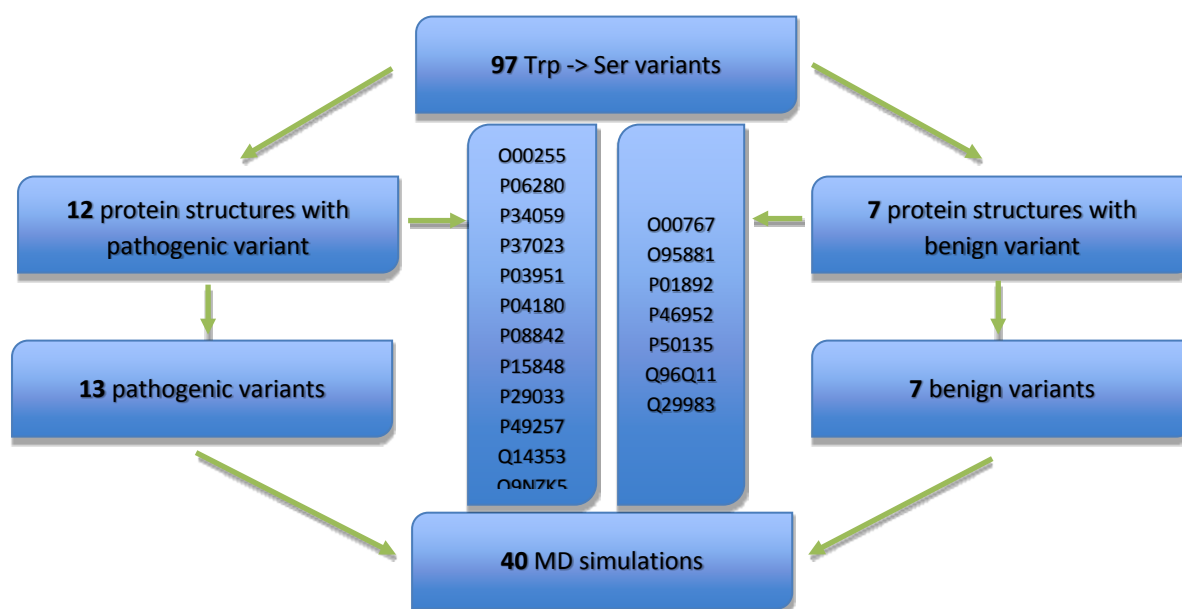 97 Trp -> Ser variants
12 protein structures with
pathogenic variant
O00255
P06280
P34059
P37023
P03951
P04180
P08842
P15848
P29033
P49257
Q14353
Q9NZK5
O00767
O95881
P01892
P46952
P50135
Q96Q11
Q29983
7 protein structures with
benign variant
13 pathogenic variants
7 benign variants
40 MD simulations